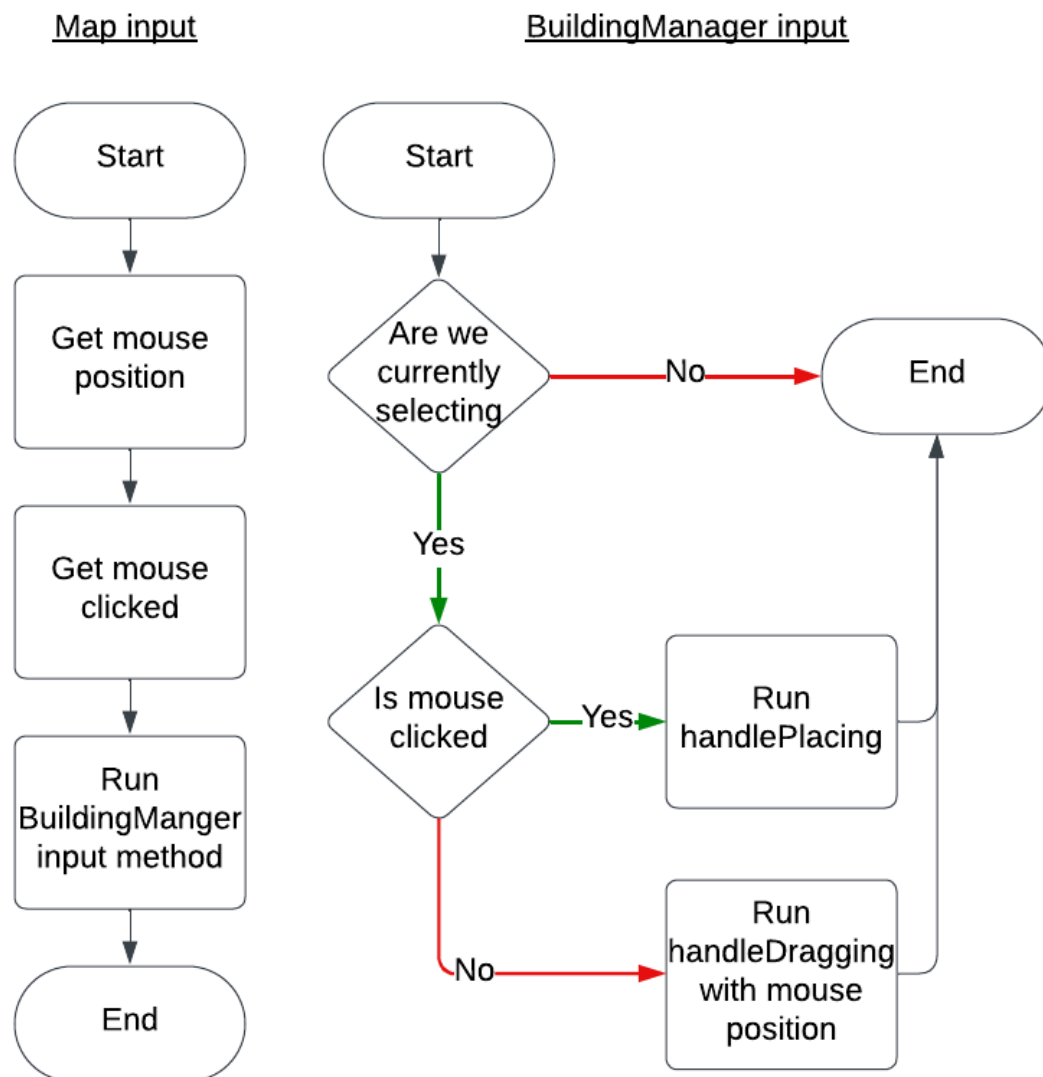 Map input
Start
Get mouse
position
Get mouse
clicked
Run
BuildingManger
input method
End
BuildingManager input
Start
Are we
currently
selecting
No
End
Yes
Is mouse
clicked
Yes
Run
handlePlacing
No
Run
handleDragging
with mouse
position